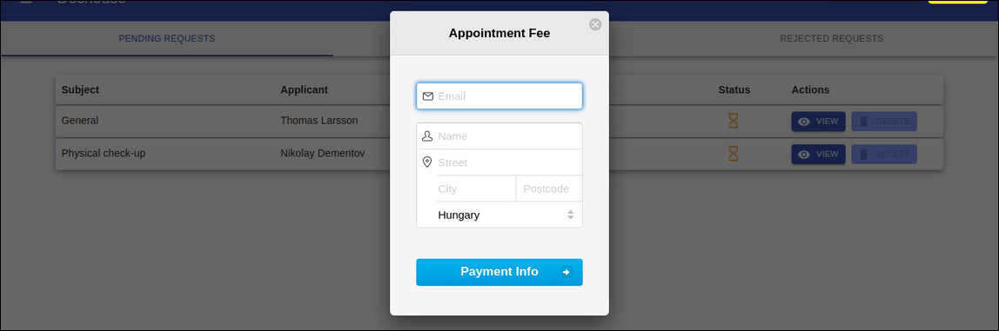 Appointment Fee
PENDING REQUESTS
REJECTED REQUESTS
Email
Subject Applicant Status Actions
General Thomas Larsson VIEW DELETE
Name
Physical check-up Nikolay Dementov VIEW DELETE
Street
City Postcode
Hungary
Payment Info